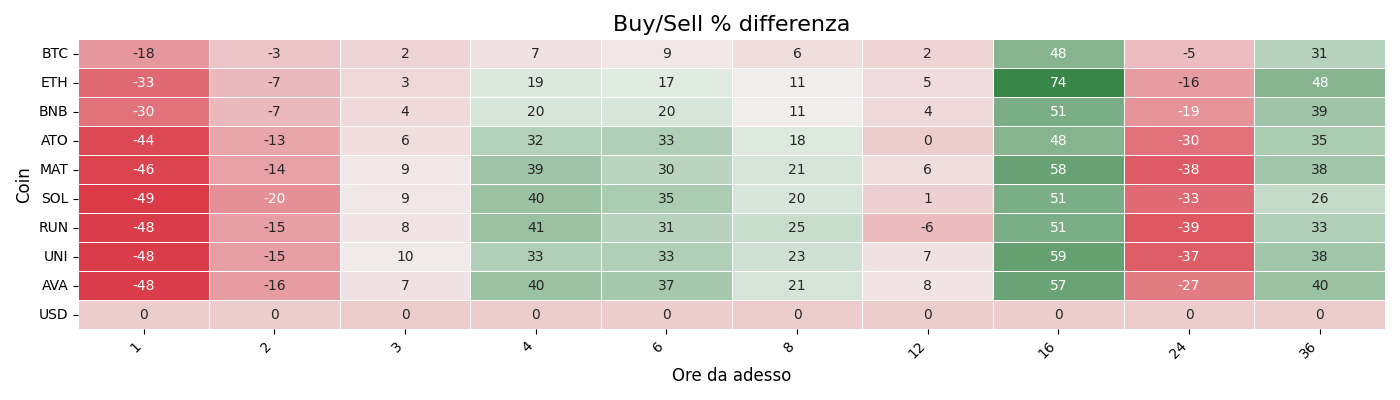 Buy/Sell % differenza
Coin
BTC -18 -3 2 7 9 6 2 48 -5 31
ETH -33 -7 3 19 17 11 5 74 -16 48
BNB -30 -7 4 20 20 11 4 51 -19 39
ATO -44 -13 6 32 33 18 0 48 -30 35
MAT -46 -14 9 39 30 21 6 58 -38 38
SOL -49 -20 9 40 35 20 1 51 -33 26
RUN -48 -15 8 41 31 25 -6 51 -39 33
UNI -48 -15 10 33 33 23 7 59 -37 38
AVA -48 -16 7 40 37 21 8 57 -27 40
USD 0 0 0 0 0 0 0 0 0 0
1 2 3 4 6 8 12 16 24 36
Ore da adesso